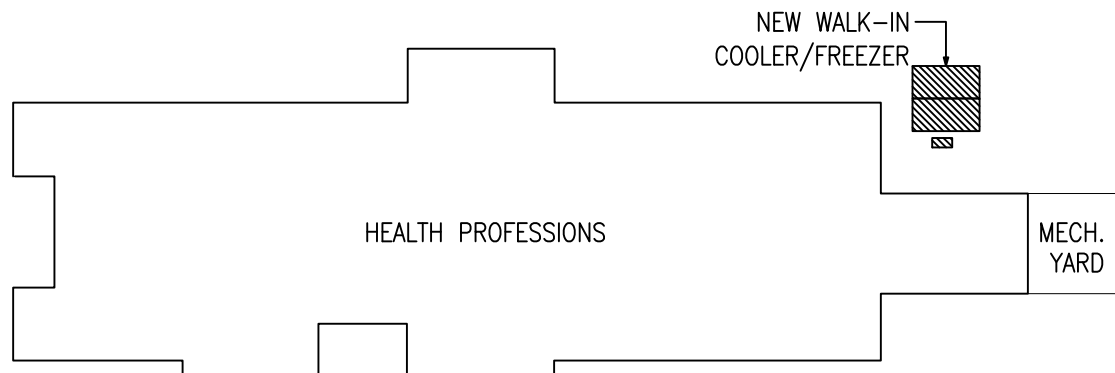 NEW WALK-IN
COOLER/FREEZER
HEALTH PROFESSIONS
MECH.
YARD